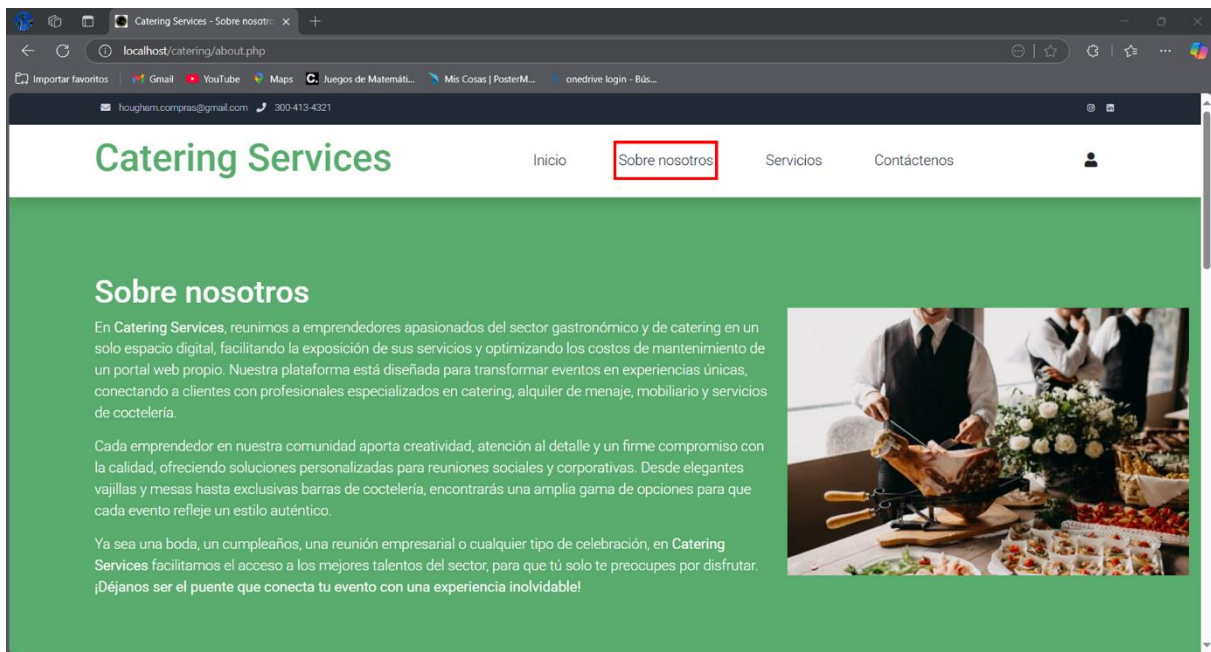 Catering Services - Sobre nosotro
localhost/catering/about.php
Importar favoritos Gmail YouTube Maps Juegos de Matemáti... Mis Cosas | PosterM... onedrive login - Bús...
hougham.compras@gmail.com 300-413-4321
Catering Services Inicio Sobre nosotros Servicios Contáctenos
Sobre nosotros
En Catering Services, reunimos a emprendedores apasionados del sector gastronómico y de catering en un
solo espacio digital, facilitando la exposición de sus servicios y optimizando los costos de mantenimiento de
un portal web propio. Nuestra plataforma está diseñada para transformar eventos en experiencias únicas,
conectando a clientes con profesionales especializados en catering, alquiler de menaje, mobiliario y servicios
de coctelería.
Cada emprendedor en nuestra comunidad aporta creatividad, atención al detalle y un firme compromiso con
la calidad, ofreciendo soluciones personalizadas para reuniones sociales y corporativas. Desde elegantes
vajillas y mesas hasta exclusivas barras de coctelería, encontrarás una amplia gama de opciones para que
cada evento refleje un estilo auténtico.
Ya sea una boda, un cumpleaños, una reunión empresarial o cualquier tipo de celebración, en Catering
Services facilitamos el acceso a los mejores talentos del sector, para que tú solo te preocupes por disfrutar.
¡Déjanos ser el puente que conecta tu evento con una experiencia inolvidable!